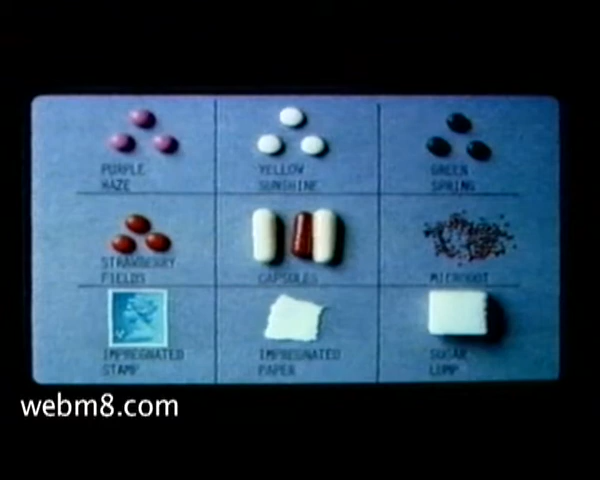 PURPLE
HAZE
YELLOW
SUNSHINE
GREEN
SPRING
STRAWBERRY
FIELDS
CAPSULES
MICRODOT
IMPREGNATED
STAMP
IMPREGNATED
PAPER
SUGAR
LUMP
webm8.com